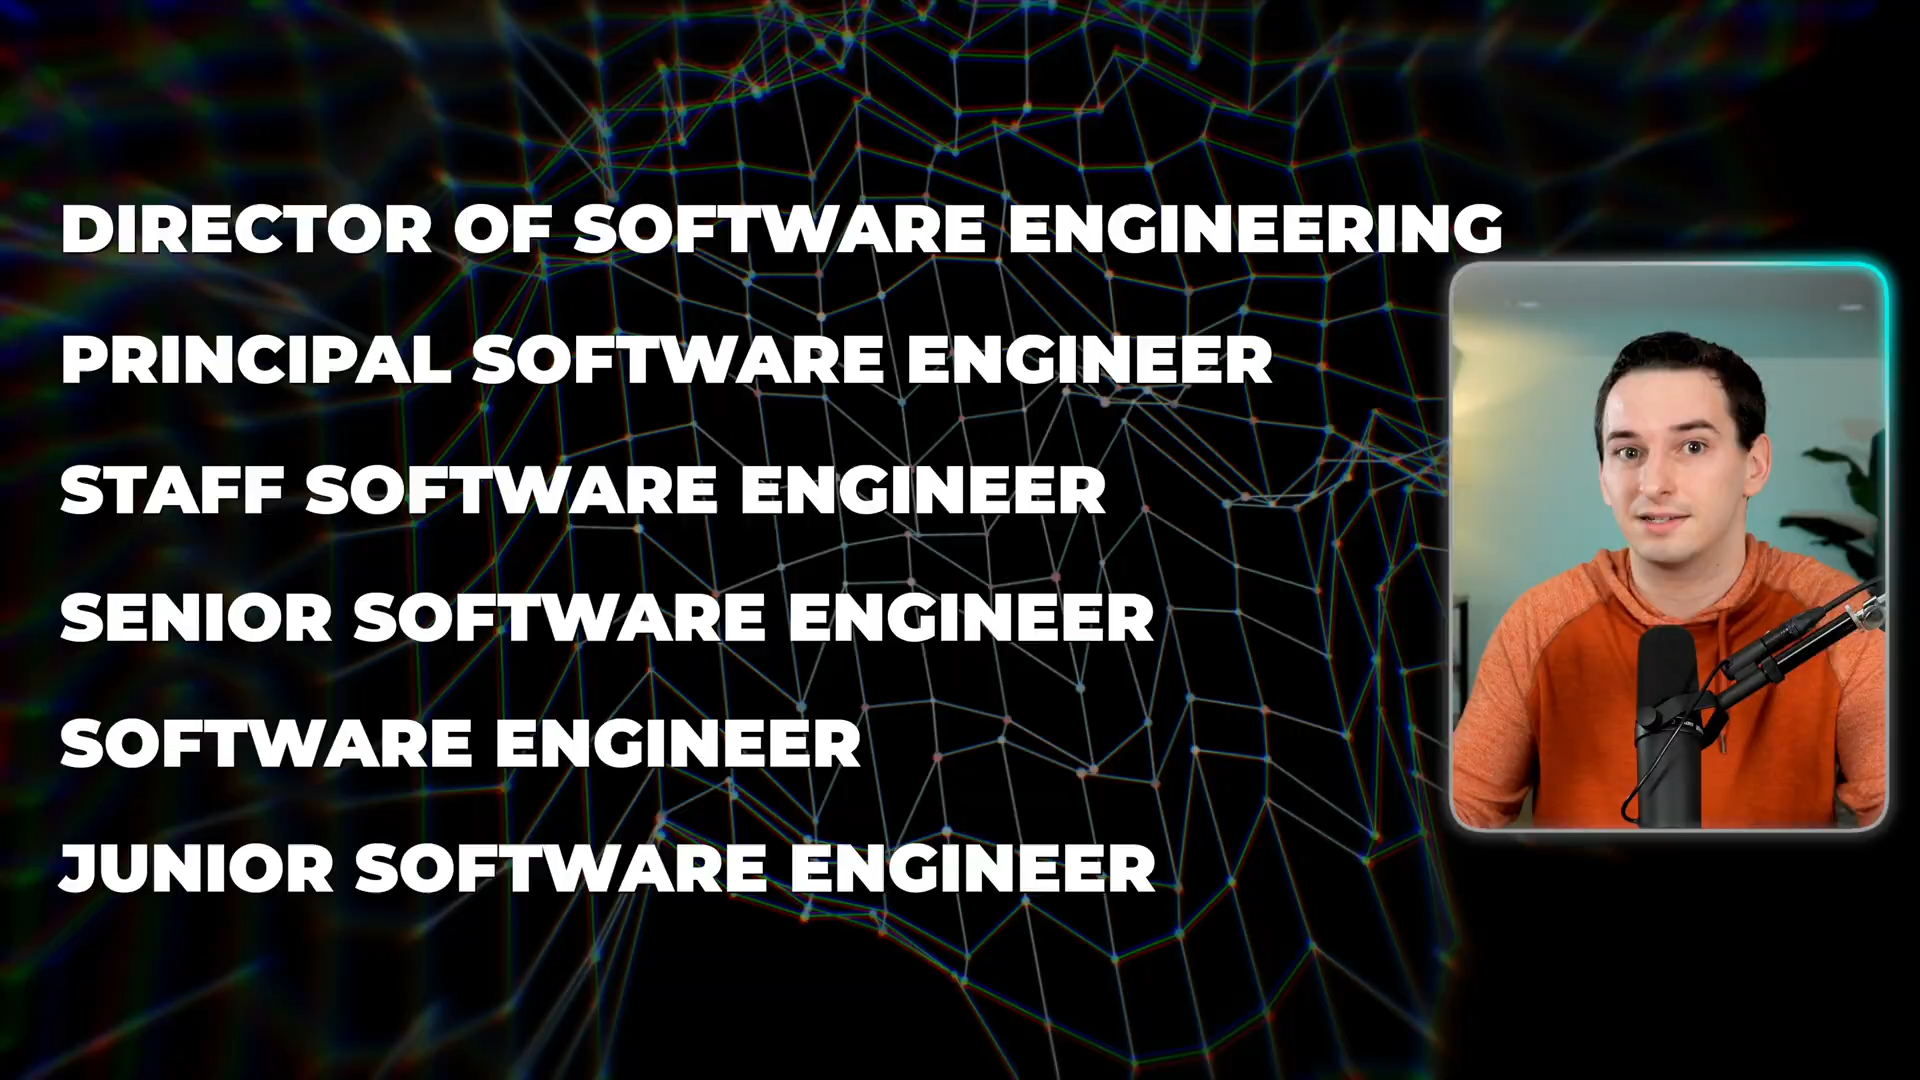 DIRECTOR OF SOFTWARE ENGINEERING
PRINCIPAL SOFTWARE ENGINEER
STAFF SOFTWARE ENGINEER
SENIOR SOFTWARE ENGINEER
SOFTWARE ENGINEER
JUNIOR SOFTWARE ENGINEER